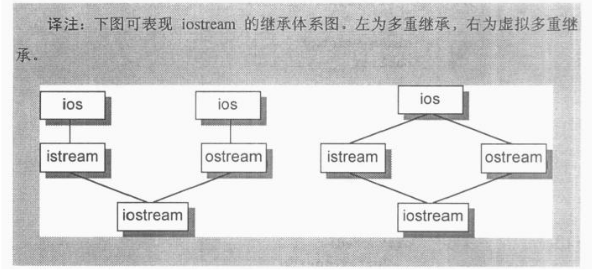 译注：下图可表现 iostream 的继承体系图。左为多重继承，右为虚拟多重继
承。
ios ios ios
istream ostream istream ostream
iostream iostream